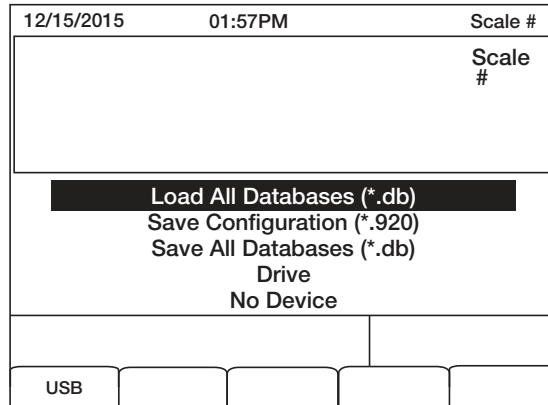 12/15/2015 01:57PM Scale #
Scale
#
Load All Databases (*.db)
Save Configuration (*.920)
Save All Databases (*.db)
Drive
No Device
USB